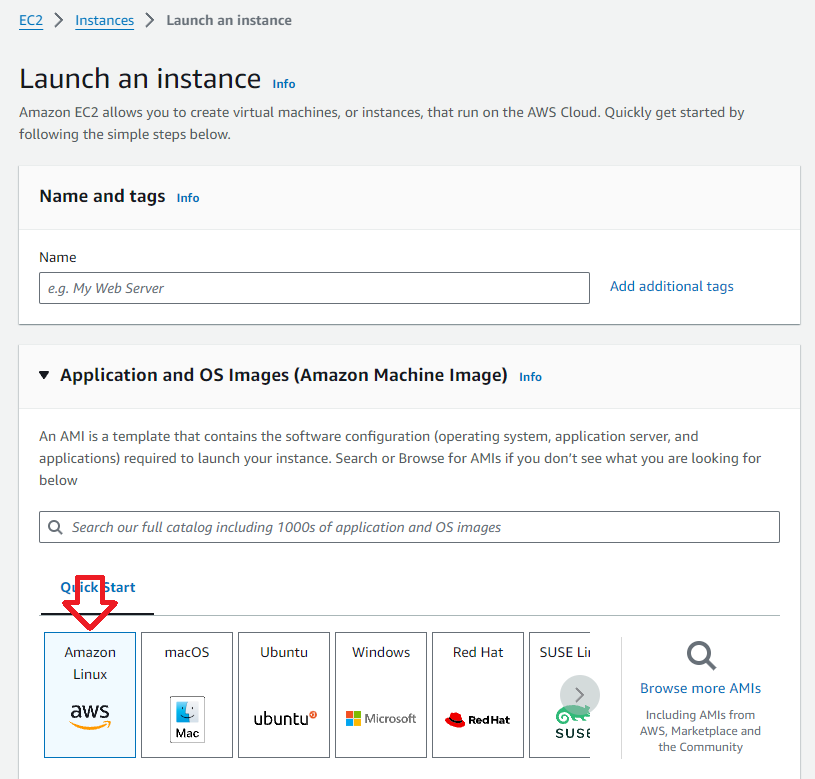 EC2 > Instances > Launch an instance
Launch an instance Info
Amazon EC2 allows you to create virtual machines, or instances, that run on the AWS Cloud. Quickly get started by
following the simple steps below.
Name and tags Info
Name
e.g. My Web Server
Add additional tags
Application and OS Images (Amazon Machine Image) Info
An AMI is a template that contains the software configuration (operating system, application server, and
applications) required to launch your instance. Search or Browse for AMIs if you don’t see what you are looking for
below
Search our full catalog including 1000s of application and OS images
Quick Start
Amazon
Linux
aws
macOS
Mac
Ubuntu
ubuntu
Windows
Microsoft
Red Hat
RedHat
SUSE Li
SUSE
Browse more AMIs
Including AMIs from
AWS, Marketplace and
the Community